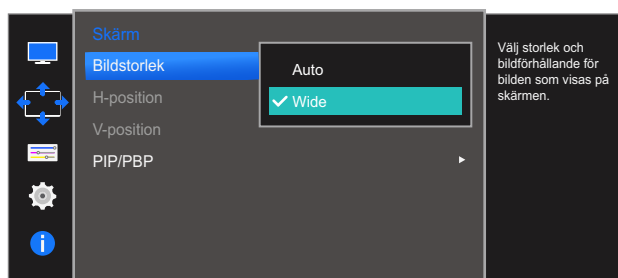 Skärm
Bildstorlek
H-position
V-position
PIP/PBP
Auto
Wide
Välj storlek och
bildförhållande för
bilden som visas på
skärmen.